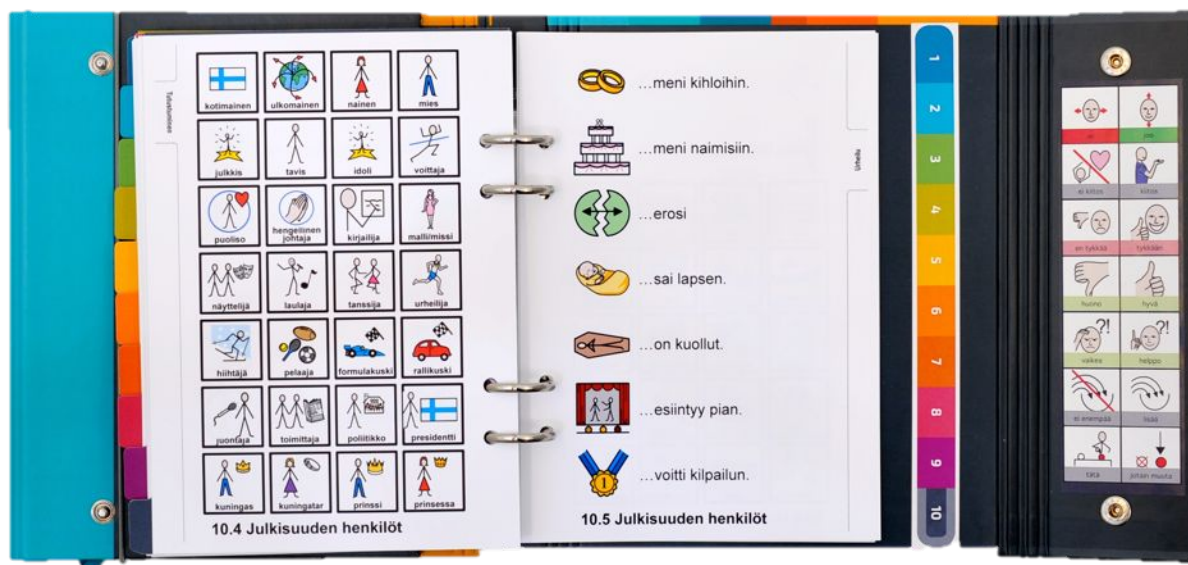 Tutustuminen
kotimainen
ulkomainen
nainen
mies
julkkis
tavis
idoli
voittaja
puoliso
hengellinen
johtaja
kirjailija
malli/missi
näyttelijä
laulaja
tanssija
urheilija
hiihtäjä
pelaaja
formulakuski
rallikuski
juontaja
toimittaja
poliitikko
presidentti
kuningas
kuningatar
prinssi
prinsessa
10.4 Julkisuuden henkilöt
...meni kihloihin.
...meni naimisiin.
...erosi
...sai lapsen.
...on kuollut.
...esiintyy pian.
1
...voitti kilpailun.
10.5 Julkisuuden henkilöt
Urheilu
1
2
3
4
5
6
7
8
9
10
ei
joo
ei kiitos
kiitos
en tykkää
tykkään
huono
hyvä
?!
?!
vaikea
helppo
ei enempää
lisää
tätä
jotain muuta